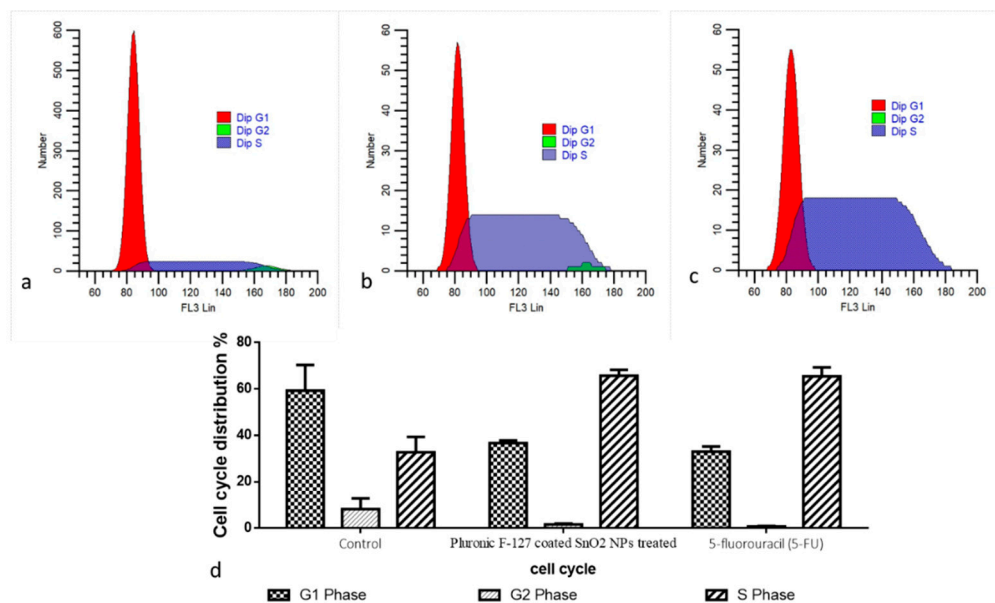 600
500
400
300
200
100
0
Number
Dip G1
Dip G2
Dip S
60 80 100 120 140 160 180 200
FL3 Lin
a
60
50
40
30
20
10
0
Number
Dip G1
Dip G2
Dip S
60 80 100 120 140 160 180 200
FL3 Lin
b
60
50
40
30
20
10
0
Number
Dip G1
Dip G2
Dip S
60 80 100 120 140 160 180 200
FL3 Lin
c
Cell cycle distribution %
80
60
40
20
0
Control Pluronic F-127 coated SnO2 NPs treated 5-fluorouracil (5-FU)
d
cell cycle
G1 Phase G2 Phase S Phase